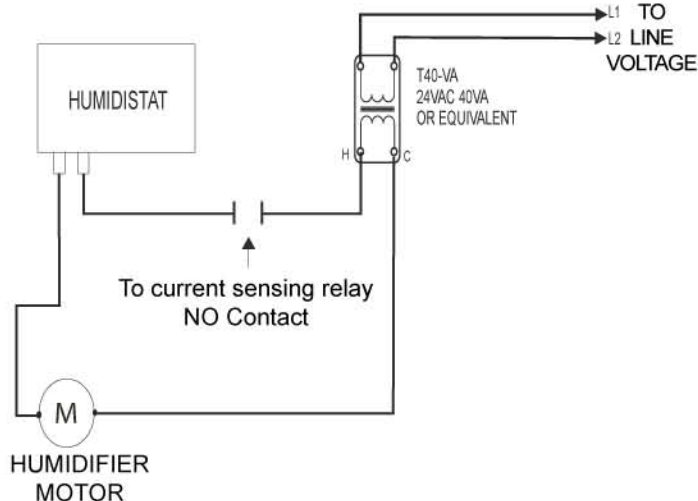 L1 TO
L2 LINE
VOLTAGE
T40-VA
24VAC 40VA
OR EQUIVALENT
HUMIDISTAT
H
C
To current sensing relay
NO Contact
M
HUMIDIFIER
MOTOR